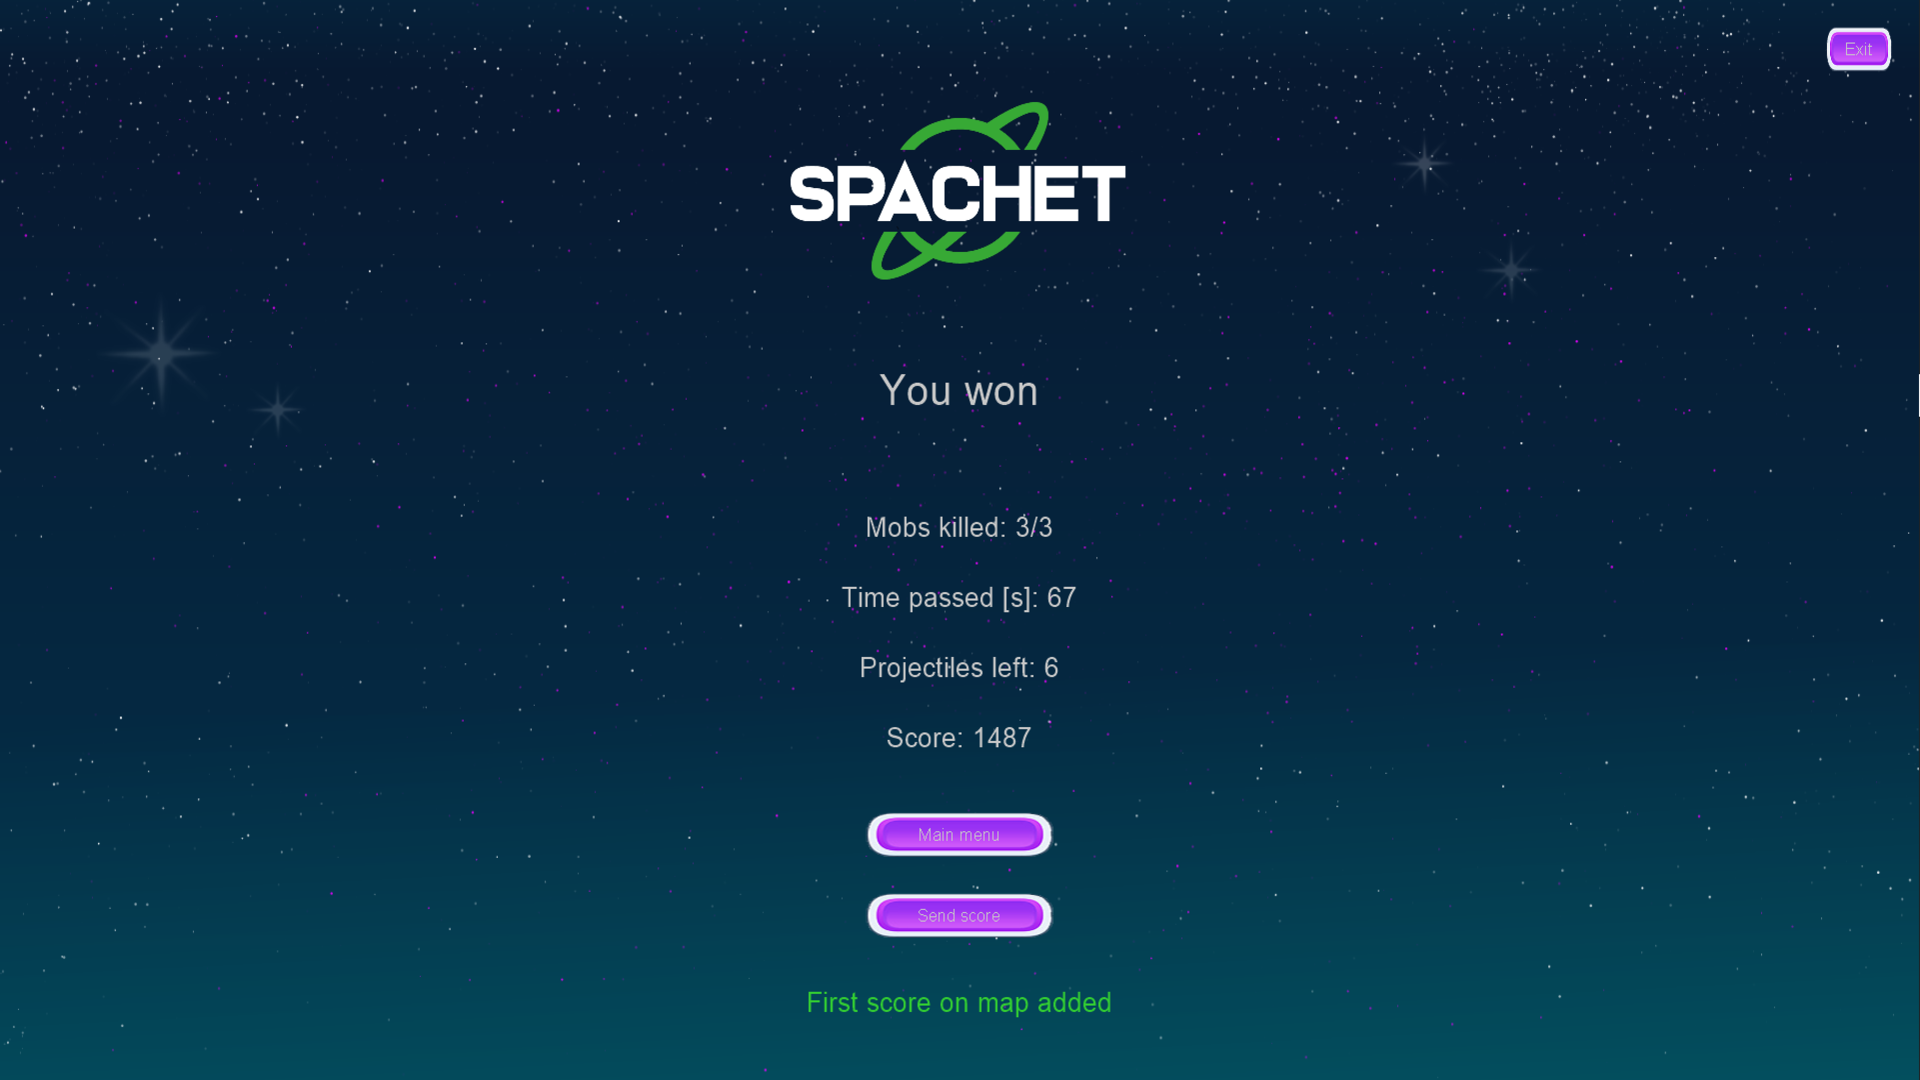 Exit
SPACHET
You won
Mobs killed: 3/3
Time passed [s]: 67
Projectiles left: 6
Score: 1487
Main menu
Send score
First score on map added